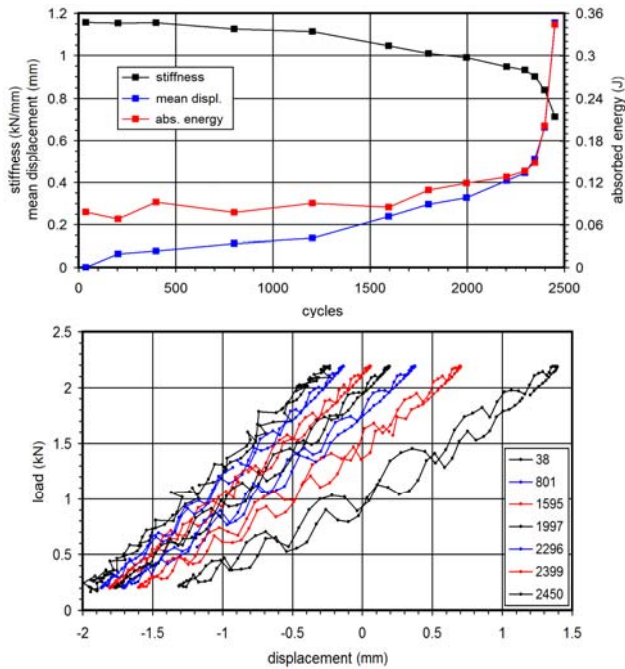 1.2
1
0.8
0.6
0.4
0.2
0
stiffness (kN/mm)
mean displacement (mm)
stiffness
mean displ.
abs. energy
0.36
0.3
0.24
0.18
0.12
0.06
0
absorbed energy (J)
0 500 1000 1500 2000 2500
cycles
2.5
2
1.5
1
0.5
0
load (kN)
38
801
1595
1997
2296
2399
2450
-2 -1.5 -1 -0.5 0 0.5 1 1.5
displacement (mm)